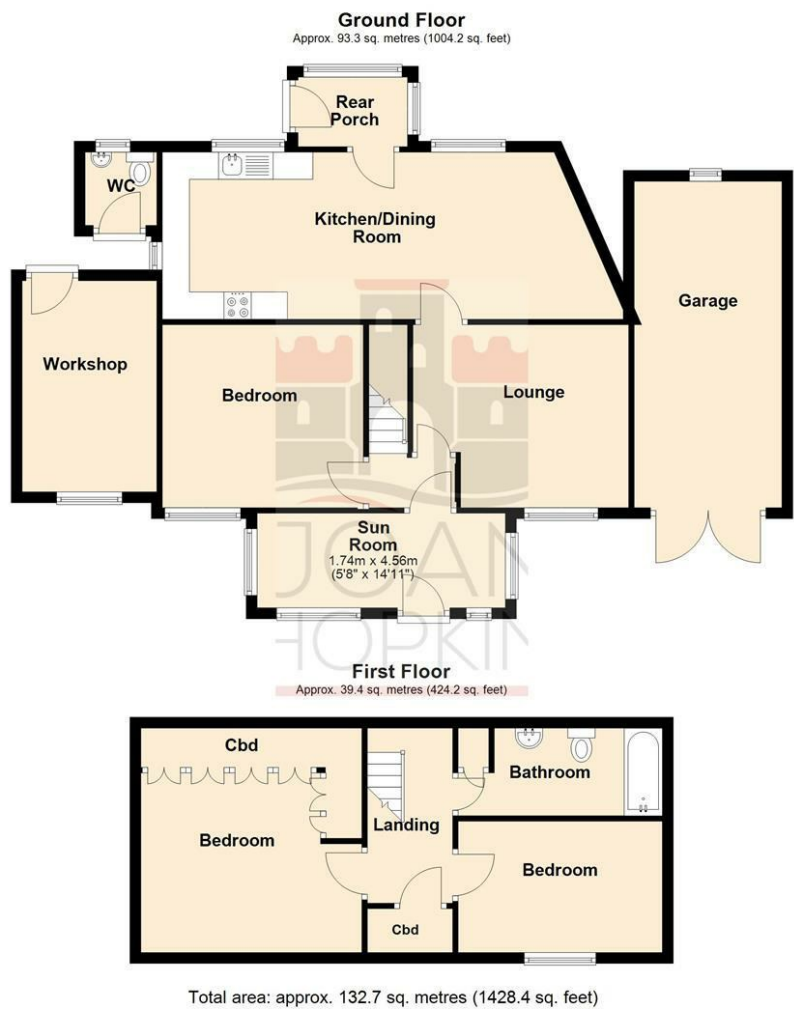 Ground Floor
Approx. 93.3 sq. metres (1004.2 sq. feet)
Rear
Porch
WC
Kitchen/Dining
Room
Garage
Workshop
Bedroom
Lounge
Sun
Room
1.74m x 4.56m
(5'8" x 14'11")
JOAN
HOPKIN
First Floor
Approx. 39.4 sq. metres (424.2 sq. feet)
Cbd
Bathroom
Landing
Bedroom
Bedroom
Cbd
Total area: approx. 132.7 sq. metres (1428.4 sq. feet)